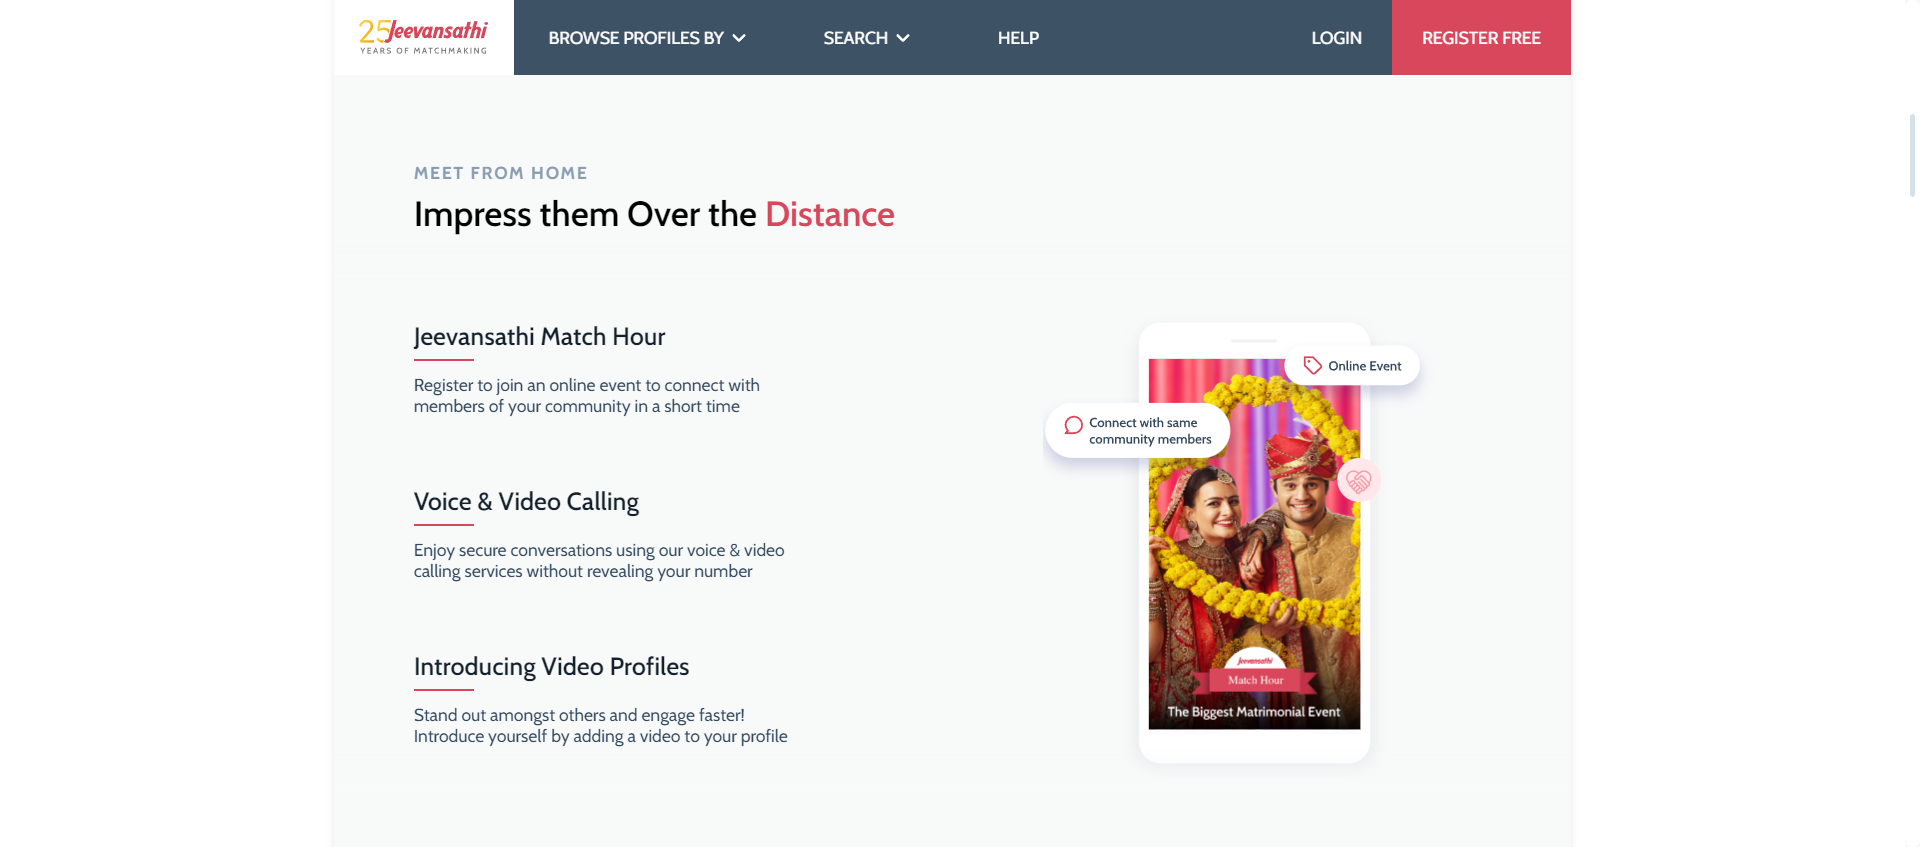 25Jeevansathi
YEARS OF MATCHMAKING
BROWSE PROFILES BY
SEARCH
HELP
LOGIN
REGISTER FREE
MEET FROM HOME
Impress them Over the Distance
Jeevansathi Match Hour
Register to join an online event to connect with
members of your community in a short time
Voice & Video Calling
Enjoy secure conversations using our voice & video
calling services without revealing your number
Introducing Video Profiles
Stand out amongst others and engage faster!
Introduce yourself by adding a video to your profile
Online Event
Connect with same
community members
Jeevansathi
Match Hour
The Biggest Matrimonial Event